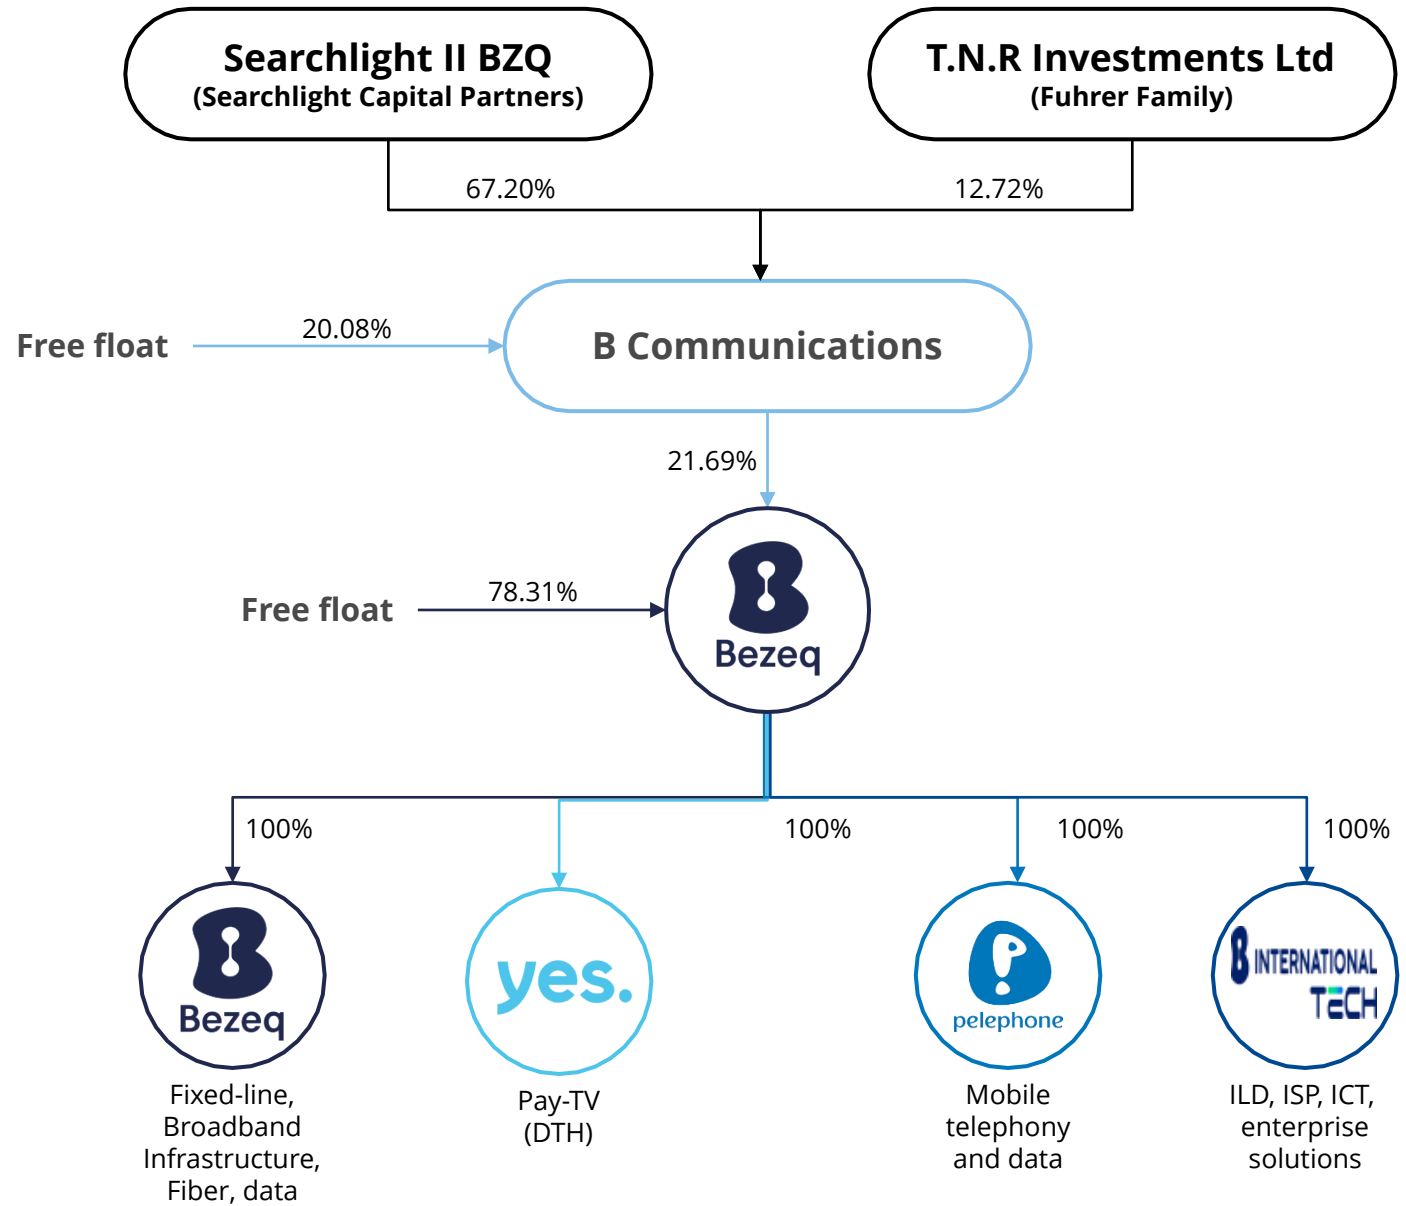 Searchlight II BZQ
(Searchlight Capital Partners)
T.N.R Investments Ltd
(Fuhrer Family)
67.20%
12.72%
Free float
20.08%
B Communications
21.69%
Free float
78.31%
Bezeq
100%
100%
100%
100%
Bezeq
yes.
pelephone
B INTERNATIONAL
TECH
Fixed-line,
Broadband
Infrastructure,
Fiber, data
Pay-TV
(DTH)
Mobile
telephony
and data
ILD, ISP, ICT,
enterprise
solutions